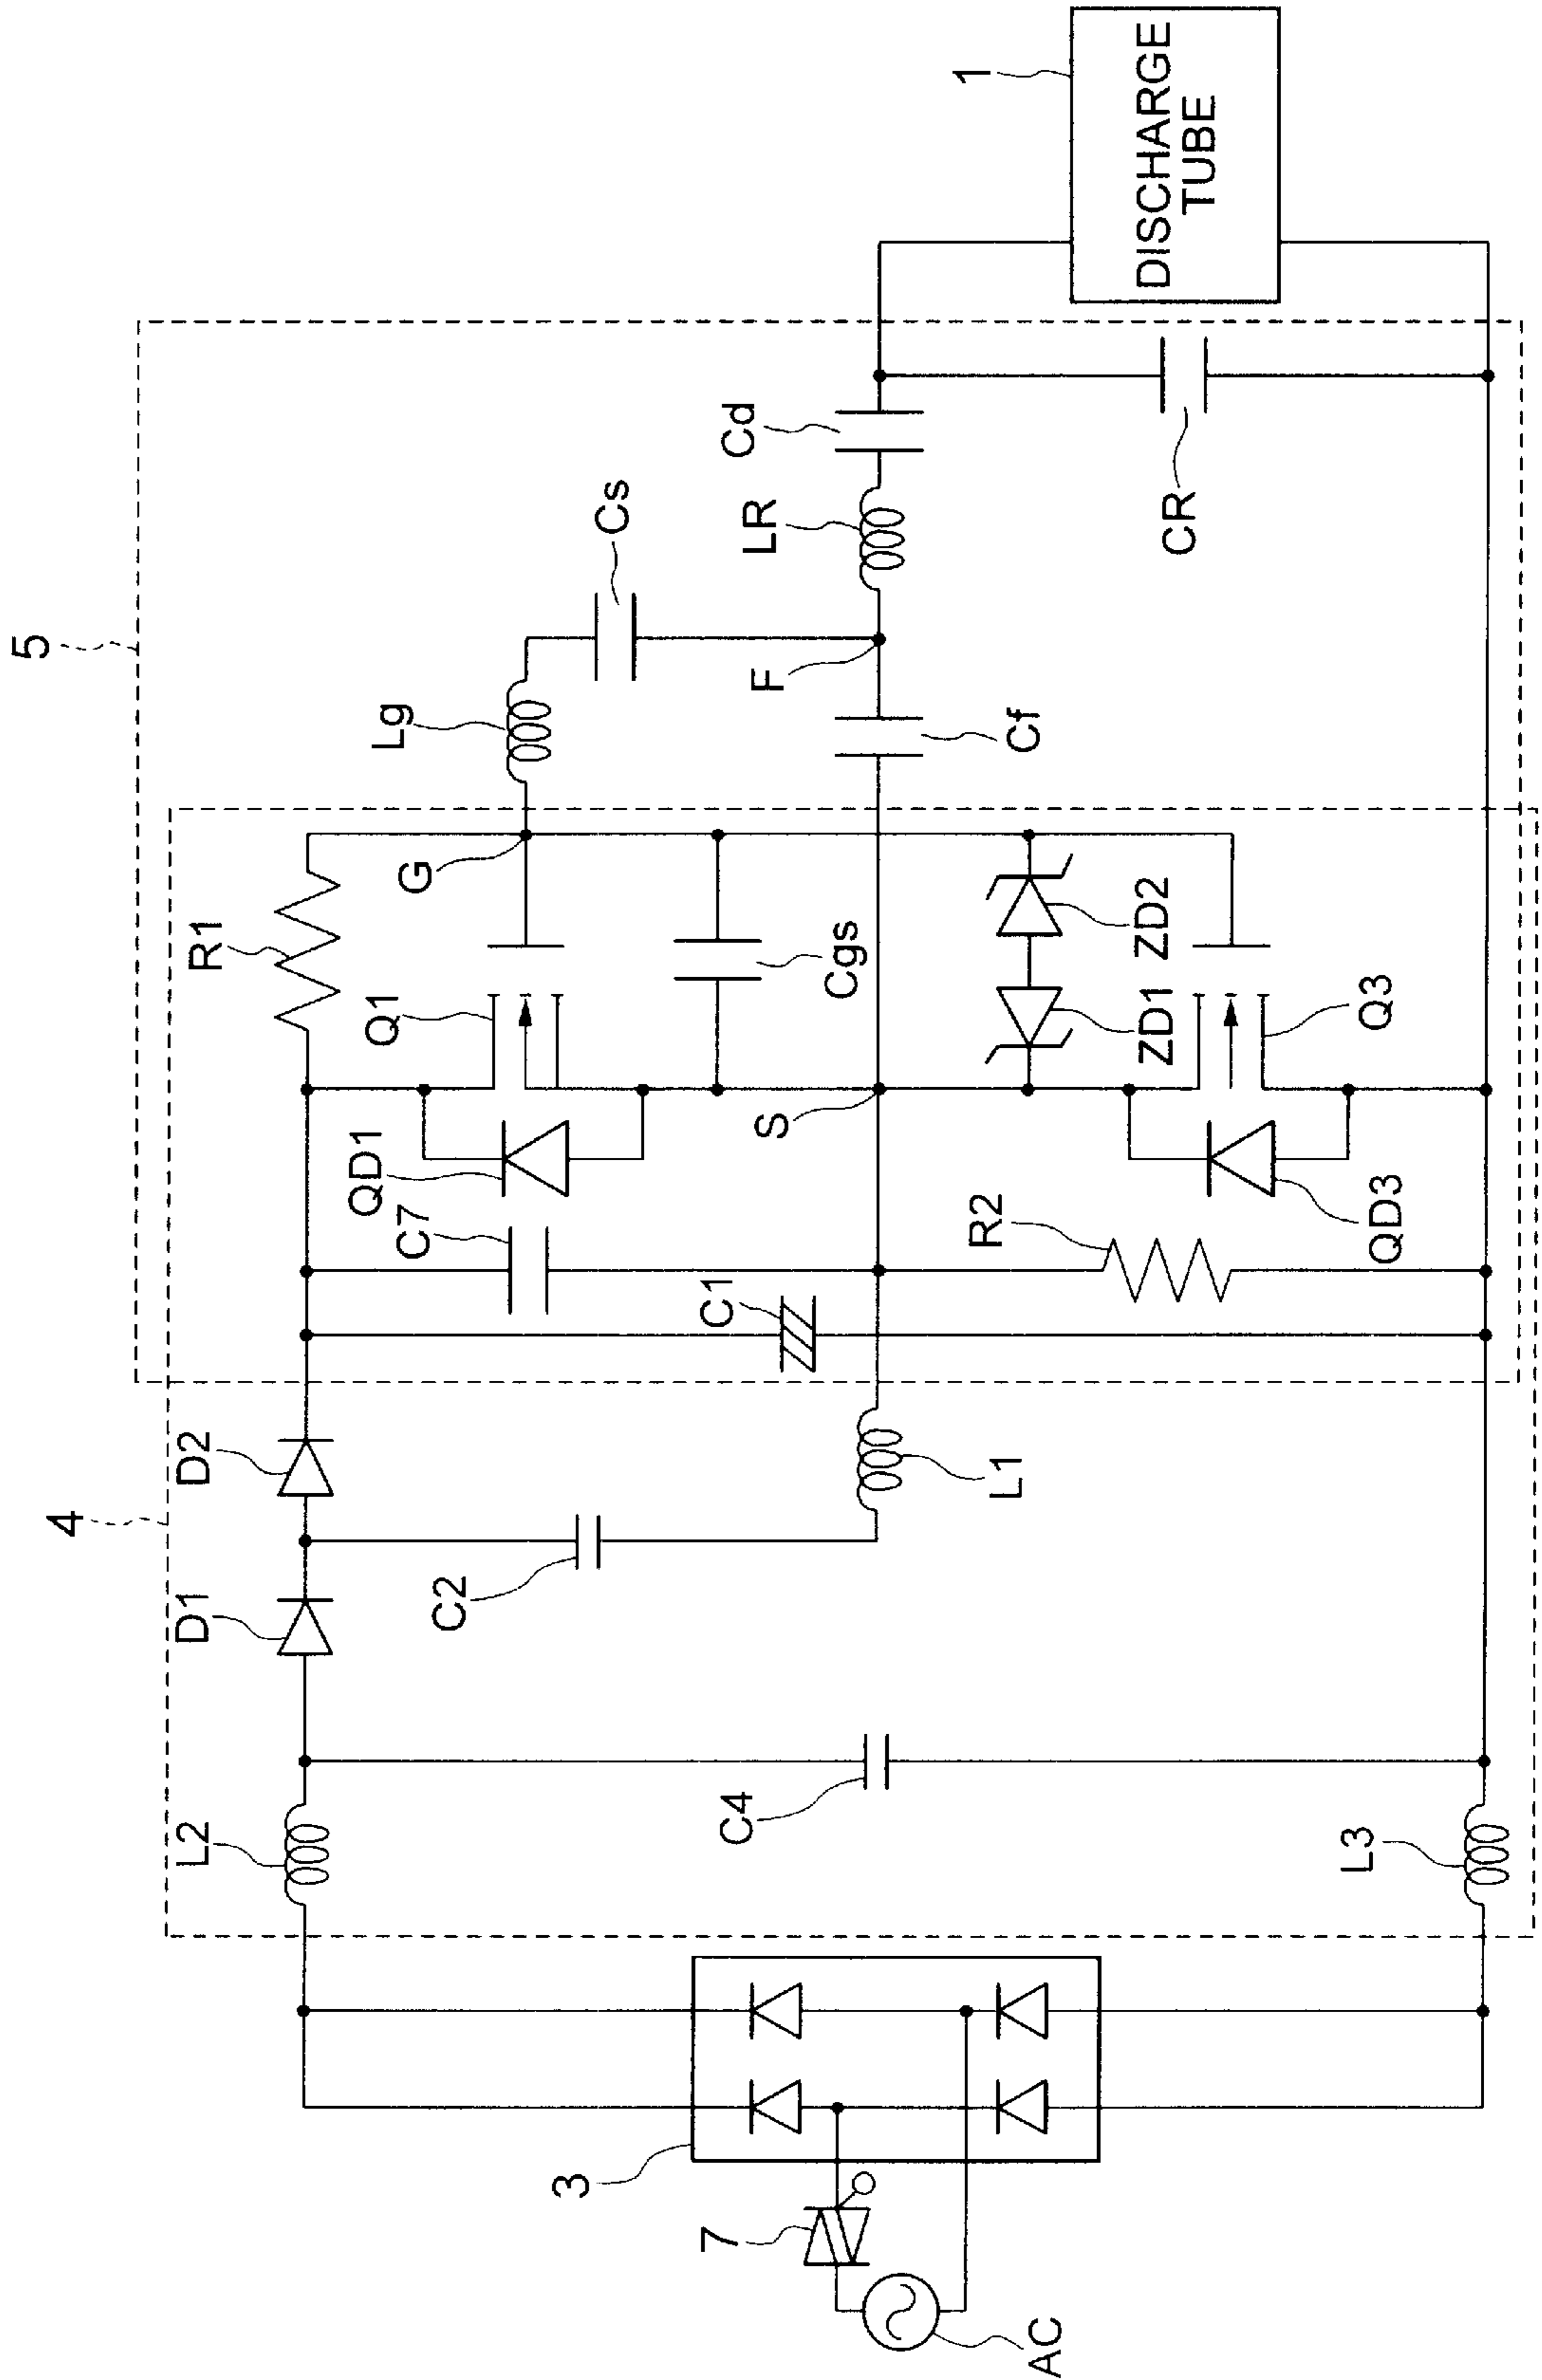 5
4
L2
D1
D2
R1
G
Lg
Cs
Q1
QD1
C7
C2
C1
Cgs
S
F
LR
Cd
3
7
C4
L1
Cf
ZD1
ZD2
R2
QD3
Q3
CR
1
DISCHARGE
TUBE
AC
L3